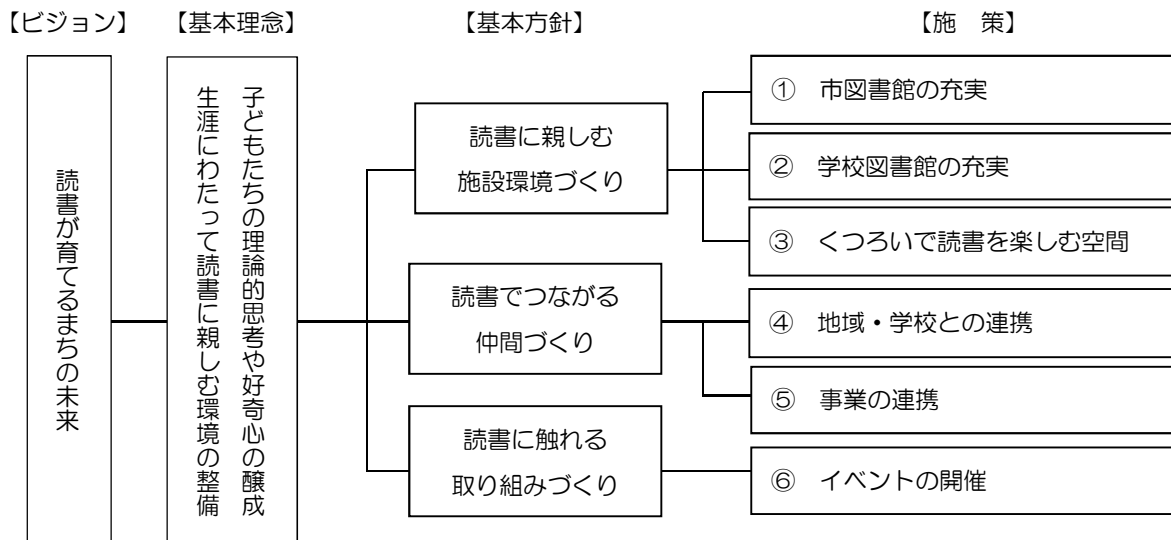 【ビジョン】
【基本理念】
【基本方針】
【施　策】
読書が育てるまちの未来
子どもたちの理論的思考や好奇心の醸成
生涯にわたって読書に親しむ環境の整備
読書に親しむ
施設環境づくり
① 市図書館の充実
② 学校図書館の充実
③ くつろいで読書を楽しむ空間
読書でつながる
仲間づくり
④ 地域・学校との連携
⑤ 事業の連携
読書に触れる
取り組みづくり
⑥ イベントの開催